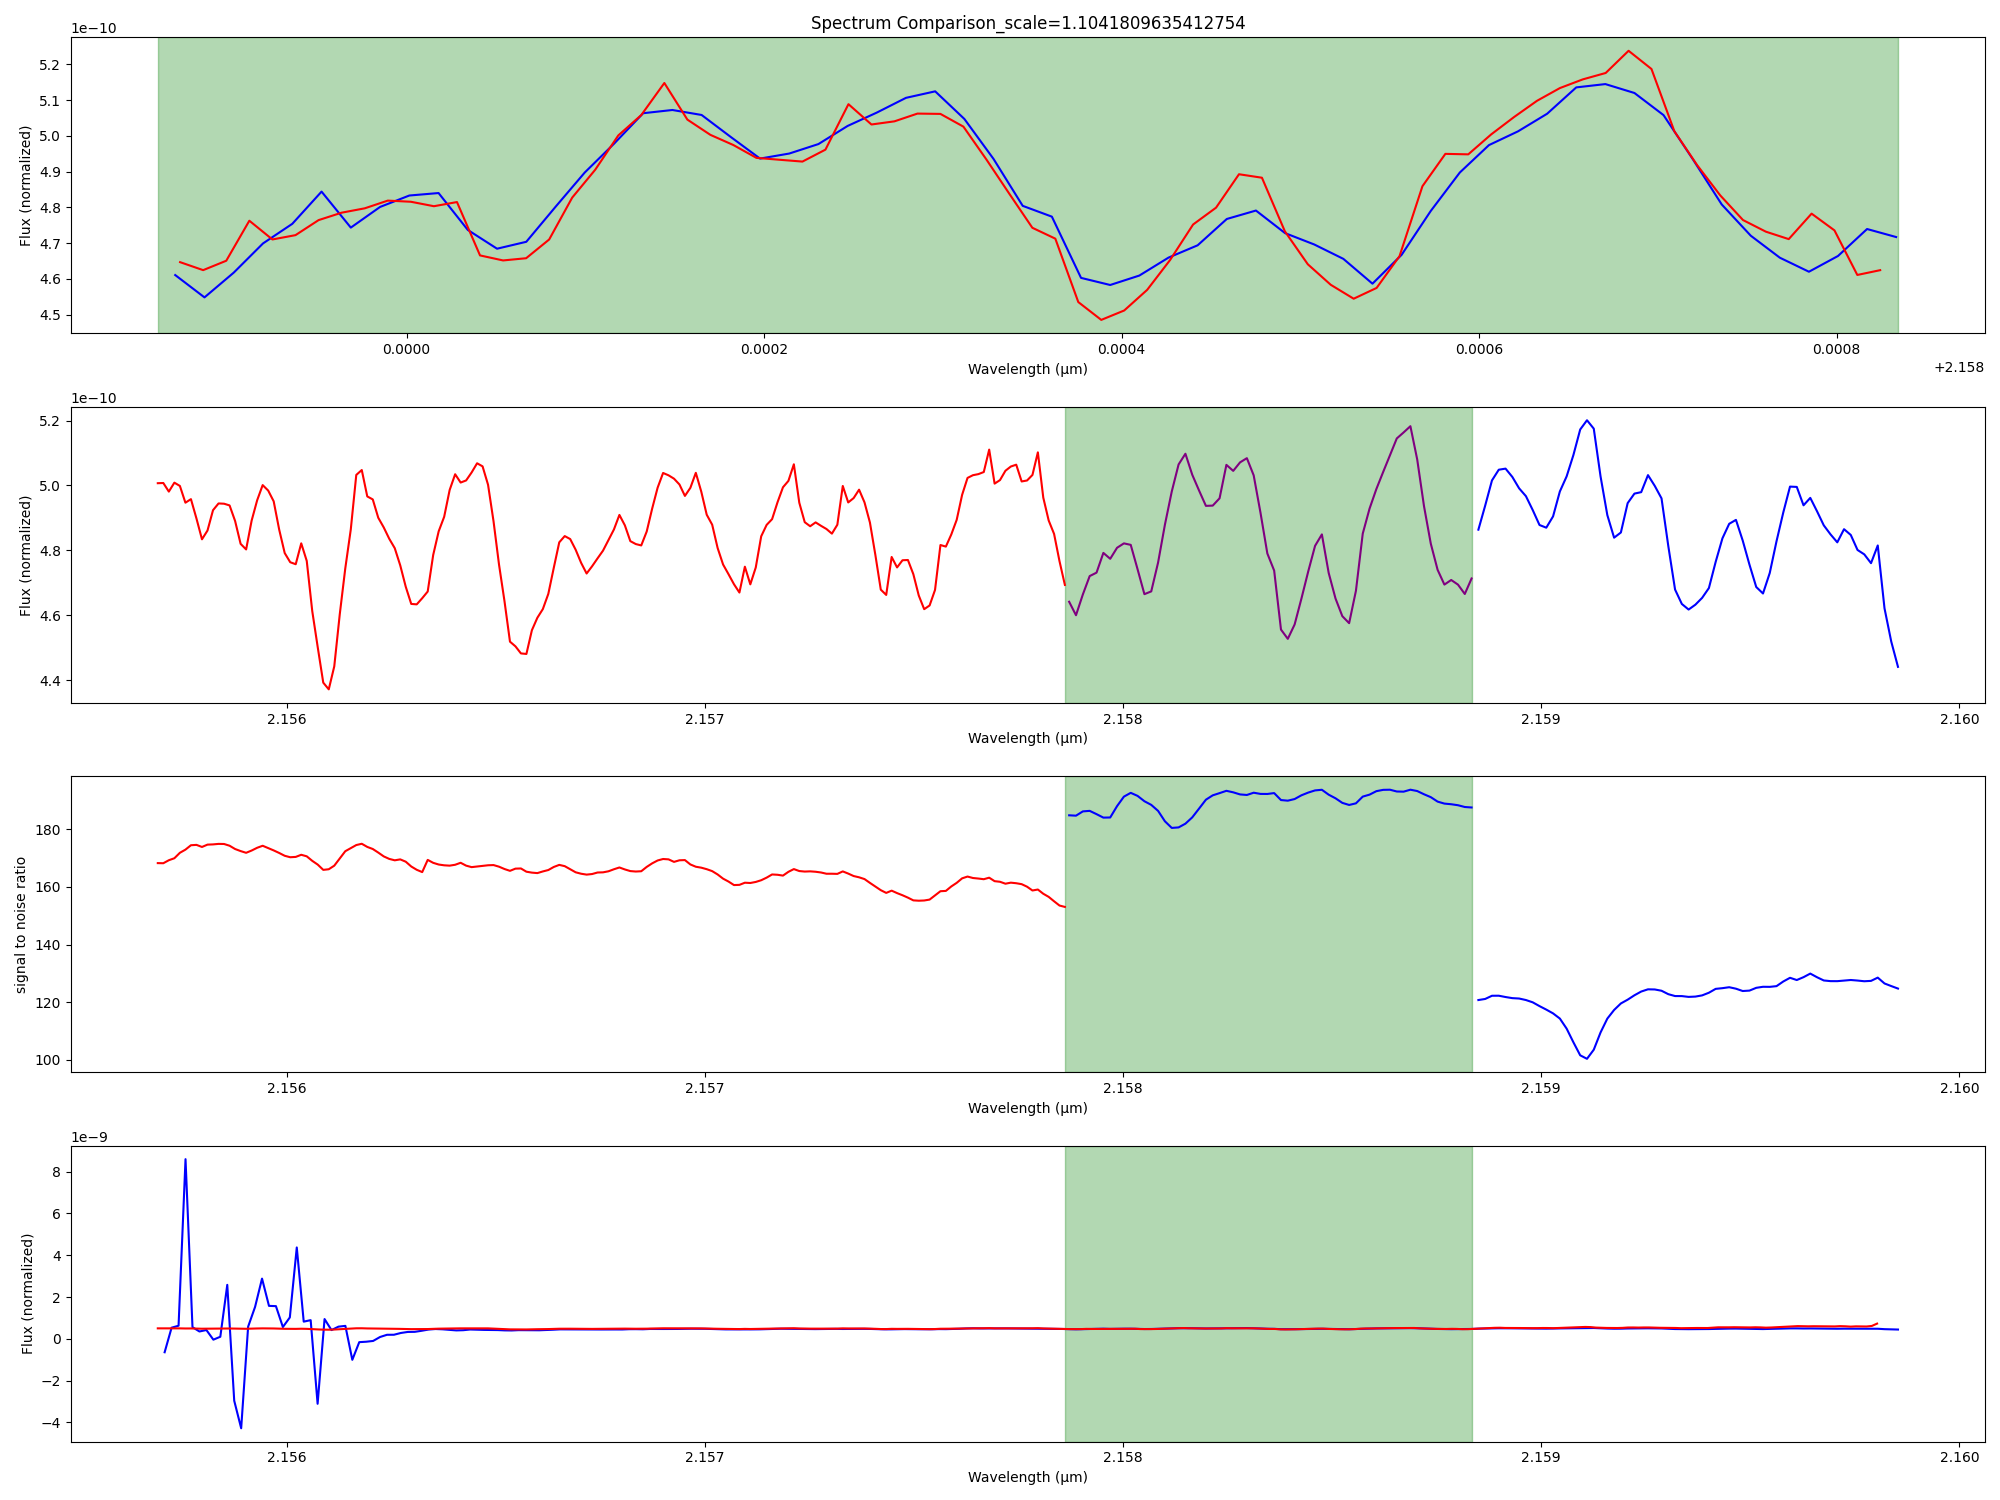 Spectrum Comparison_scale=1.1041809635412754
1e−10
5.2
5.1
5.0
4.9
4.8
4.7
4.6
4.5
Flux (normalized)
0.0000 0.0002 0.0004 0.0006 0.0008
Wavelength (μm)
+2.158
1e−10
5.2
5.0
4.8
4.6
4.4
Flux (normalized)
2.156 2.157 2.158 2.159 2.160
Wavelength (μm)
180
160
140
120
100
signal to noise ratio
2.156 2.157 2.158 2.159 2.160
Wavelength (μm)
1e−9
8
6
4
2
0
−2
−4
Flux (normalized)
2.156 2.157 2.158 2.159 2.160
Wavelength (μm)